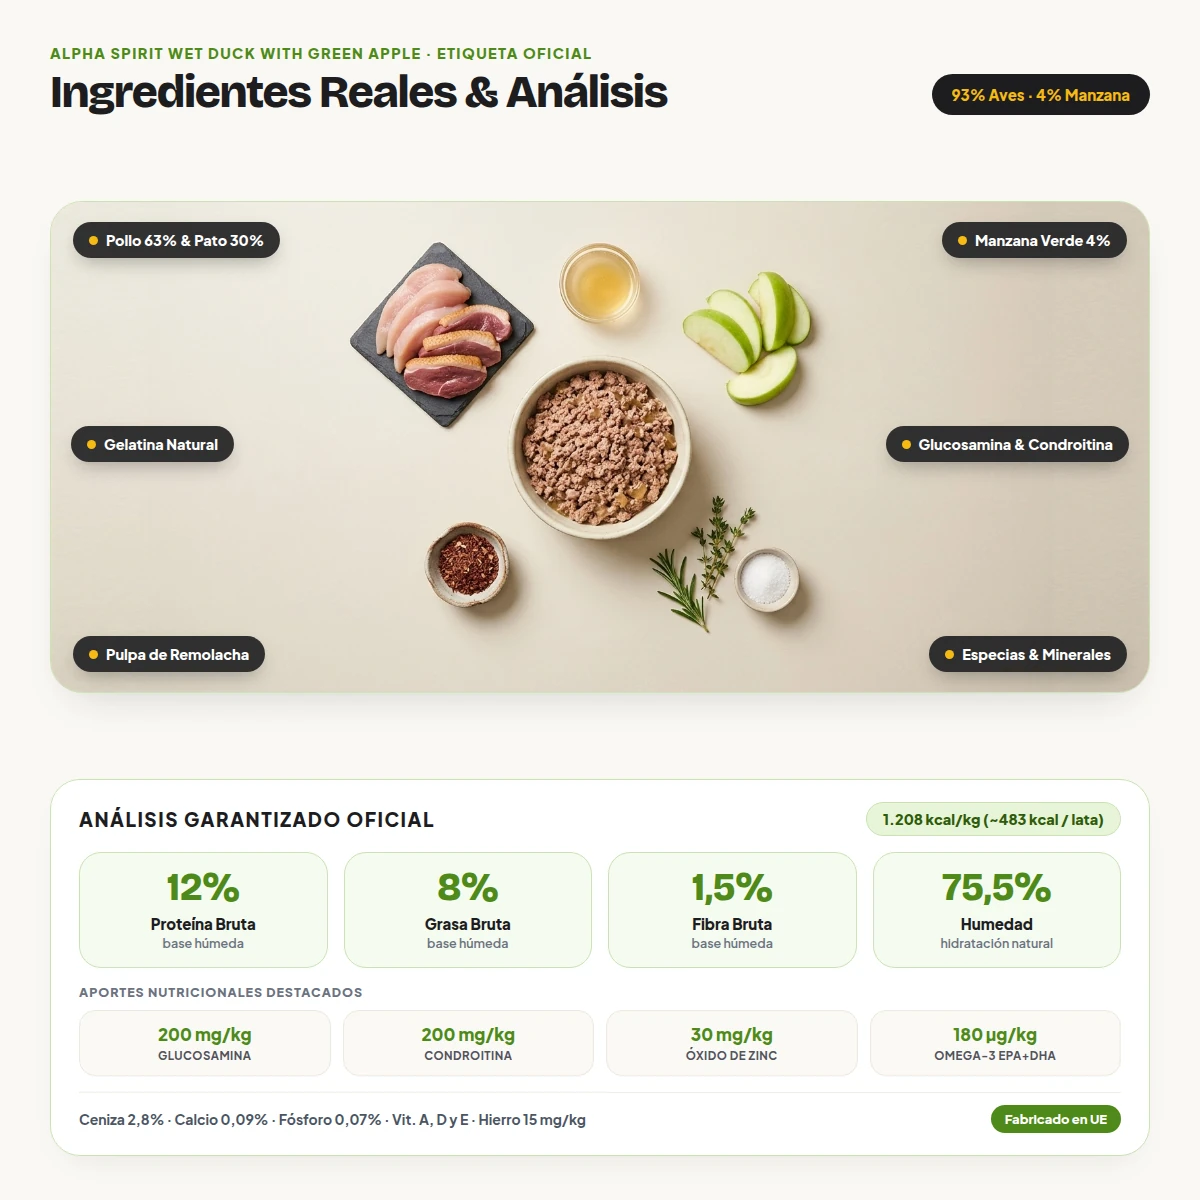 ALPHA SPIRIT WET DUCK WITH GREEN APPLE · ETIQUETA OFICIAL
Ingredientes Reales & Análisis
93% Aves · 4% Manzana
Pollo 63% & Pato 30%
Manzana Verde 4%
Gelatina Natural
Glucosamina & Condroitina
Pulpa de Remolacha
Especias & Minerales
ANÁLISIS GARANTIZADO OFICIAL
1.208 kcal/kg (~483 kcal / lata)
12%
Proteína Bruta
base húmeda
8%
Grasa Bruta
base húmeda
1,5%
Fibra Bruta
base húmeda
75,5%
Humedad
hidratación natural
APORTES NUTRICIONALES DESTACADOS
200 mg/kg
GLUCOSAMINA
200 mg/kg
CONDROITINA
30 mg/kg
ÓXIDO DE ZINC
180 µg/kg
OMEGA-3 EPA+DHA
Ceniza 2,8% · Calcio 0,09% · Fósforo 0,07% · Vit. A, D y E · Hierro 15 mg/kg
Fabricado en UE